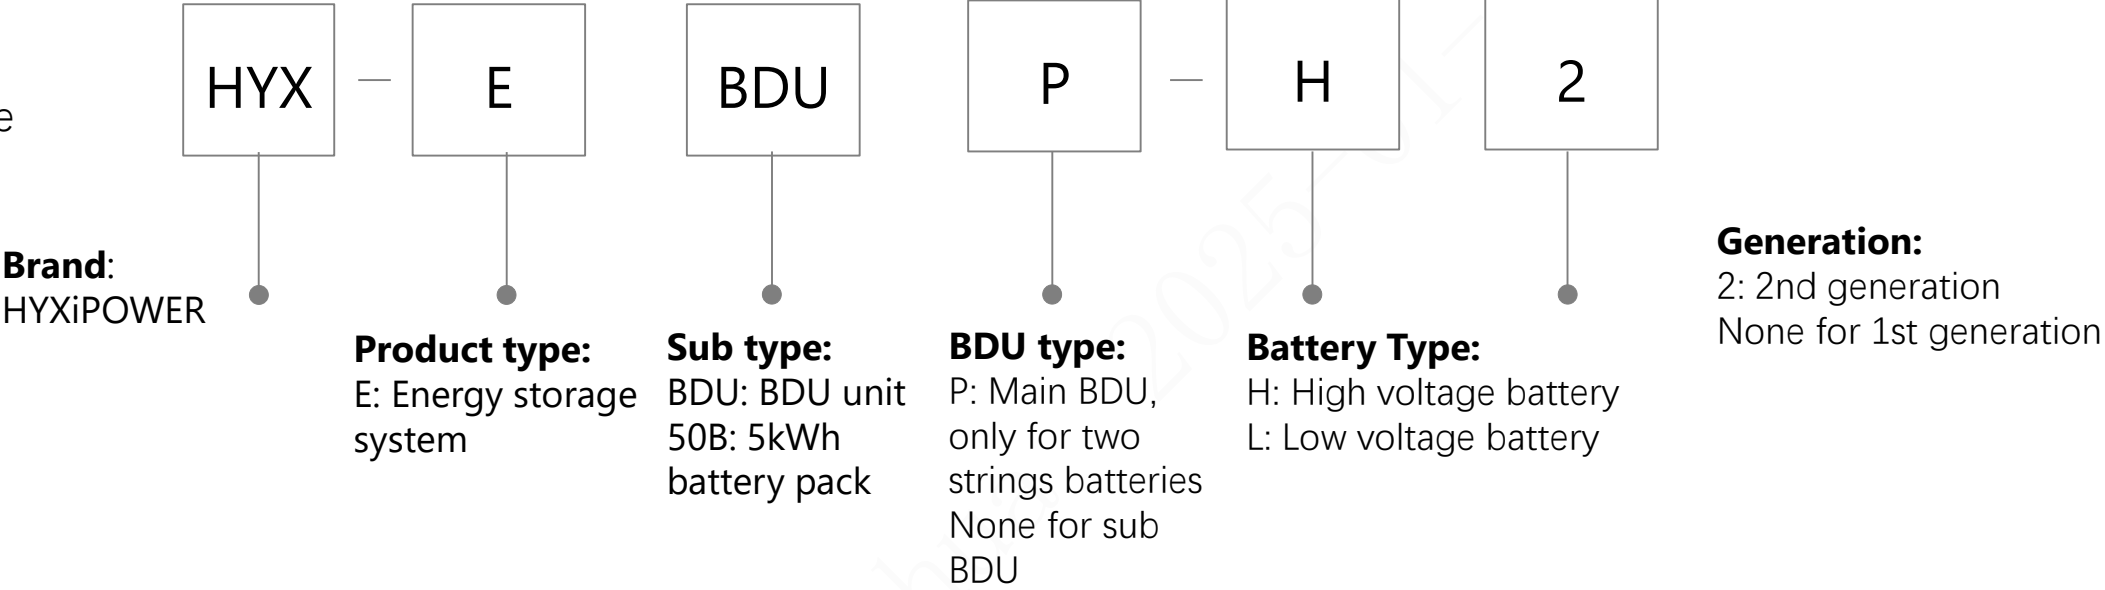 HYX — E BDU P — H 2
e
Brand:
HYXiPOWER
Product type:
E: Energy storage
system
Sub type:
BDU: BDU unit
50B: 5kWh
battery pack
BDU type:
P: Main BDU,
only for two
strings batteries
None for sub
BDU
Battery Type:
H: High voltage battery
L: Low voltage battery
Generation:
2: 2nd generation
None for 1st generation